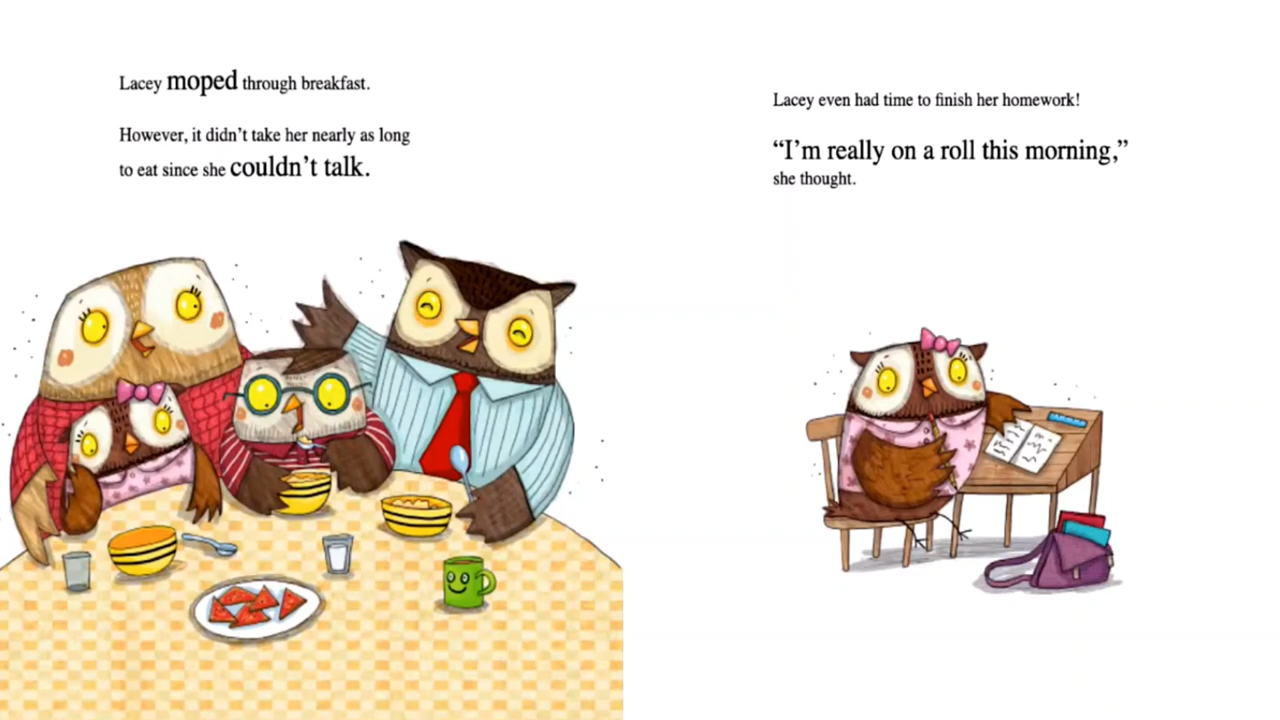 Lacey moped through breakfast.
However, it didn’t take her nearly as long
to eat since she couldn’t talk.
Lacey even had time to finish her homework!
“I’m really on a roll this morning,”
she thought.